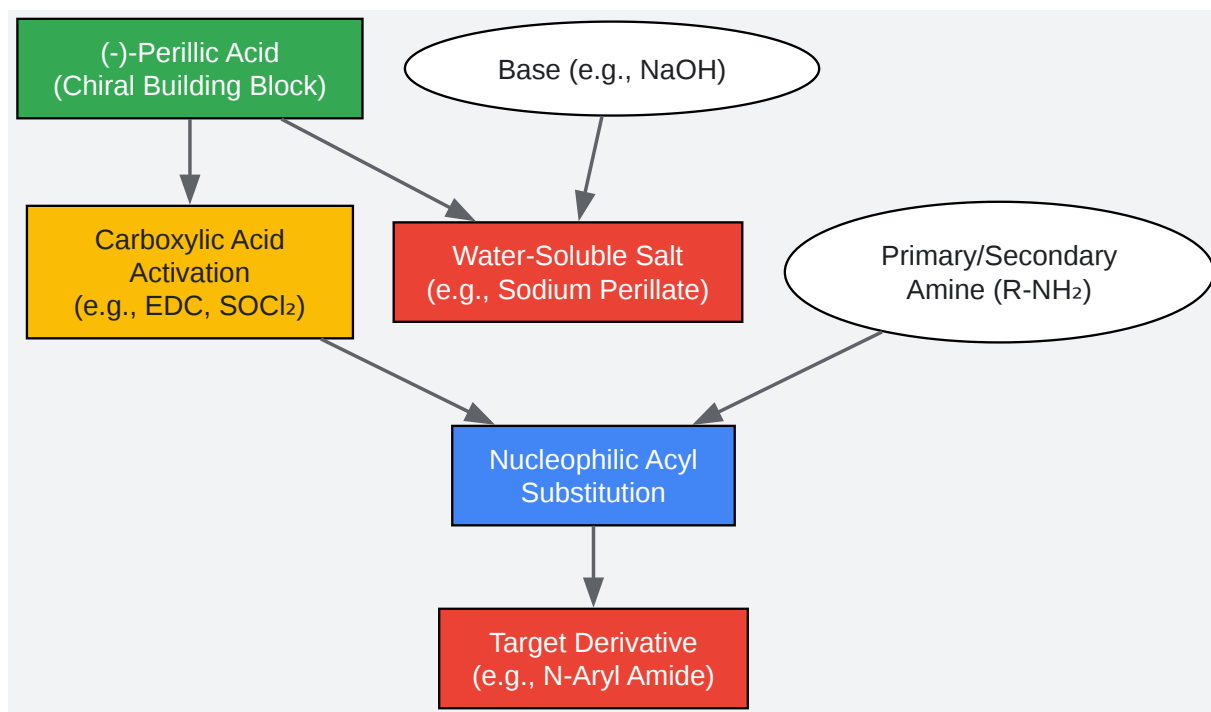 (-)-Perillic Acid
(Chiral Building Block)
Base (e.g., NaOH)
Carboxylic Acid
Activation
(e.g., EDC, SOCl₂)
Water-Soluble Salt
(e.g., Sodium Perillate)
Primary/Secondary
Amine (R-NH₂)
Nucleophilic Acyl
Substitution
Target Derivative
(e.g., N-Aryl Amide)